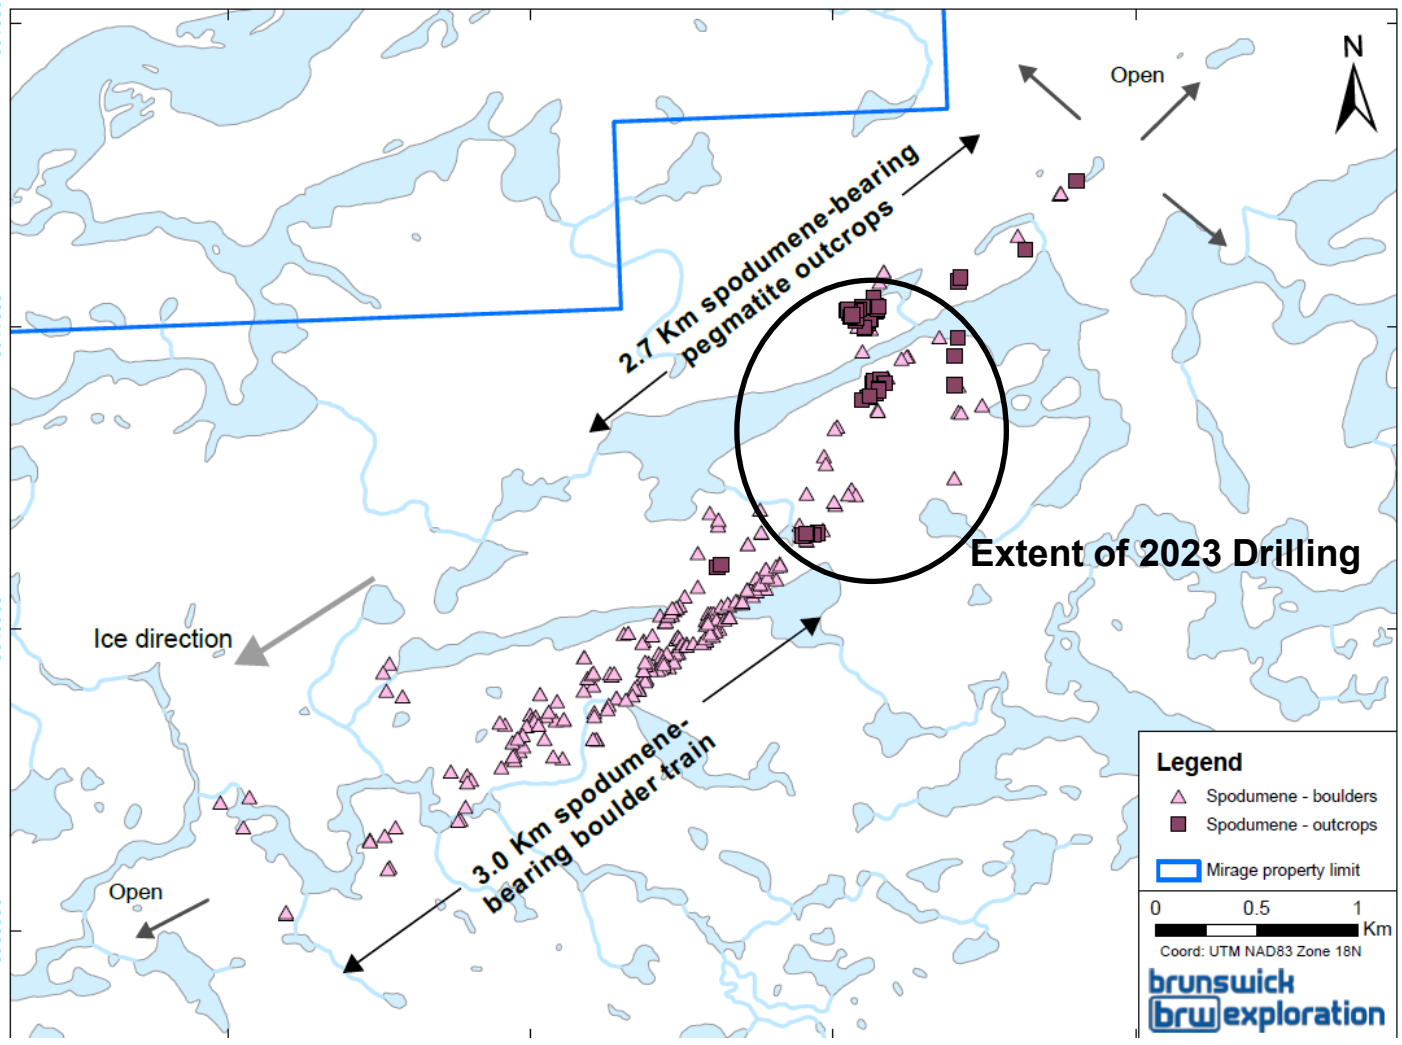 N
Open
2.7 Km spodumene-bearing
pegmatite outcrops
Extent of 2023 Drilling
Ice direction
3.0 Km spodumene-
bearing boulder train
Open
Legend
Spodumene - boulders
Spodumene - outcrops
Mirage property limit
0 0.5 1
Km
Coord: UTM NAD83 Zone 18N
brunswick
brw exploration